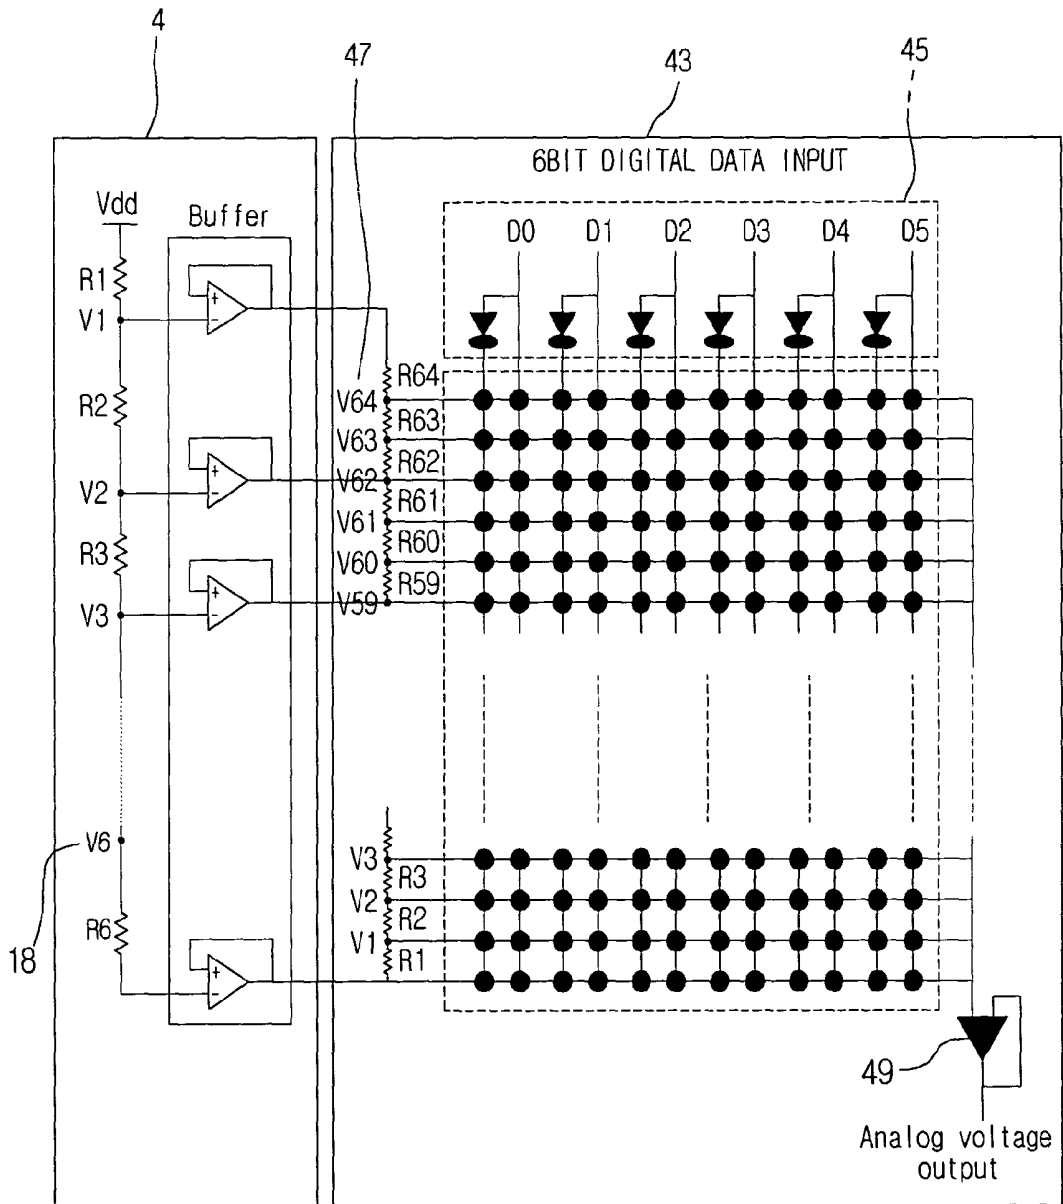 4
47
43
45
6BIT DIGITAL DATA INPUT
Vdd
Buffer
D0 D1 D2 D3 D4 D5
R1
+
-
V1
R64
R2
V64
R63
V63
R62
+
V2
-
V62
R61
V61
R3
R60
+
V60
R59
V3
-
V59
V6
18
V3
R3
R6
V2
R2
V1
R1
+
-
49
Analog voltage
output